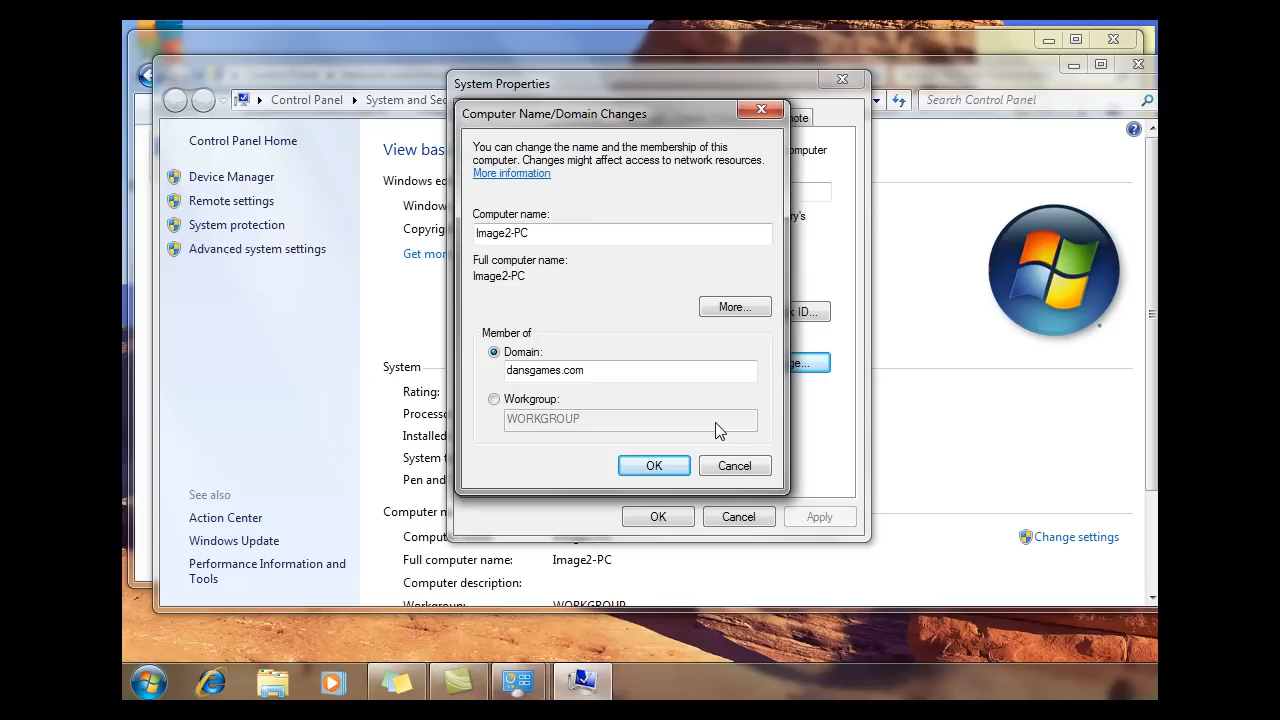 System Properties
Computer Name/Domain Changes
Control Panel
System and Sec
Search Control Panel
You can change the name and the membership of this
computer. Changes might affect access to network resources.
More information
Computer name:
Image2-PC
Full computer name:
Image2-PC
More...
Member of
Domain:
dansgames.com
Workgroup:
WORKGROUP
OK
Cancel
OK
Cancel
Apply
computer
Control Panel Home
Device Manager
Remote settings
System protection
Advanced system settings
See also
Action Center
Windows Update
Performance Information and
Tools
View bas
Windows ed
Window
Copyrig
Get mor
System
Rating:
Processo
Installed
System t
Pen and
Computer n
Full computer name:
Image2-PC
Computer description:
Workgroup:
WORKGROUP
Change settings